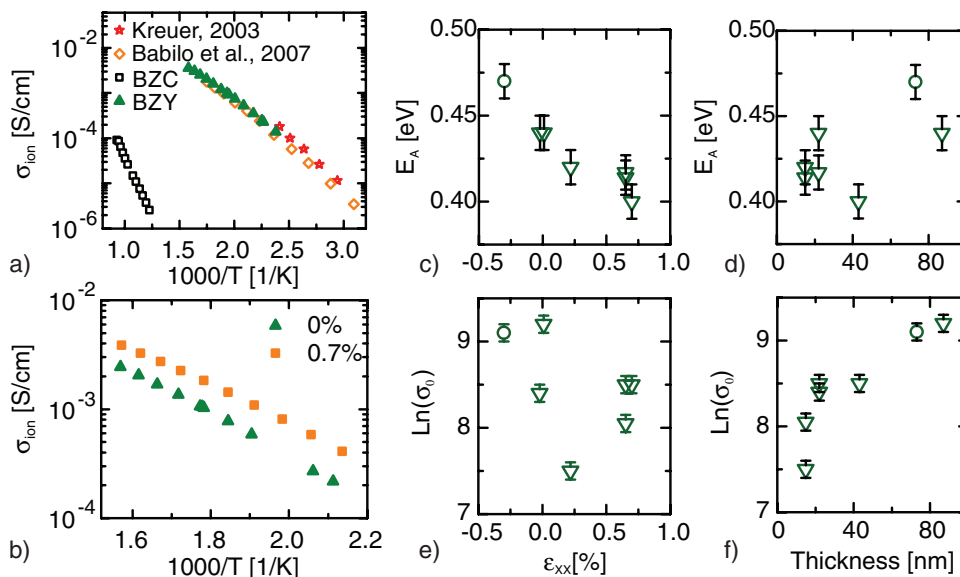 10⁻² 10⁻⁴ 10⁻⁶
σion [S/cm]
Kreuer, 2003
Babilo et al., 2007
BZC
BZY
1.0 1.5 2.0 2.5 3.0
a) 1000/T [1/K]
0.50 0.45 0.40
E_A [eV]
-0.5 0.0 0.5 1.0
c)
0.50 0.45 0.40
E_A [eV]
0 40 80
d)
10⁻² 10⁻³ 10⁻⁴
σion [S/cm]
0%
0.7%
1.6 1.8 2.0 2.2
b) 1000/T [1/K]
9 8 7
Ln(σ₀)
-0.5 0.0 0.5 1.0
e) εxx[%]
9 8 7
Ln(σ₀)
0 40 80
f) Thickness [nm]